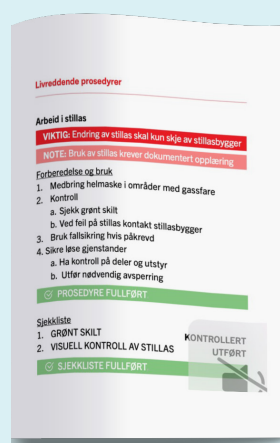 Livreddende prosedyrer
Arbeid i stillas
VIKTIG: Endring av stillas skal kun skje av stillasbygger
NOTE: Bruk av stillas krever dokumentert opplæring
Forberedelse og bruk
1. Medbring helmaske i områder med gassfare
2. Kontroll
a. Sjekk grønt skilt
b. Ved feil på stillas kontakt stillasbygger
3. Bruk fallsikring hvis påkrevd
4. Sikre løse gjenstander
a. Ha kontroll på deler og utstyr
b. Utfør nødvendig avsperring
PROSEDYRE FULLFØRT
Sjekkliste
1. GRØNT SKILT KONTROLLERT
2. VISUELL KONTROLL AV STILLAS UTFØRT
SJEKKLISTE FULLFØRT